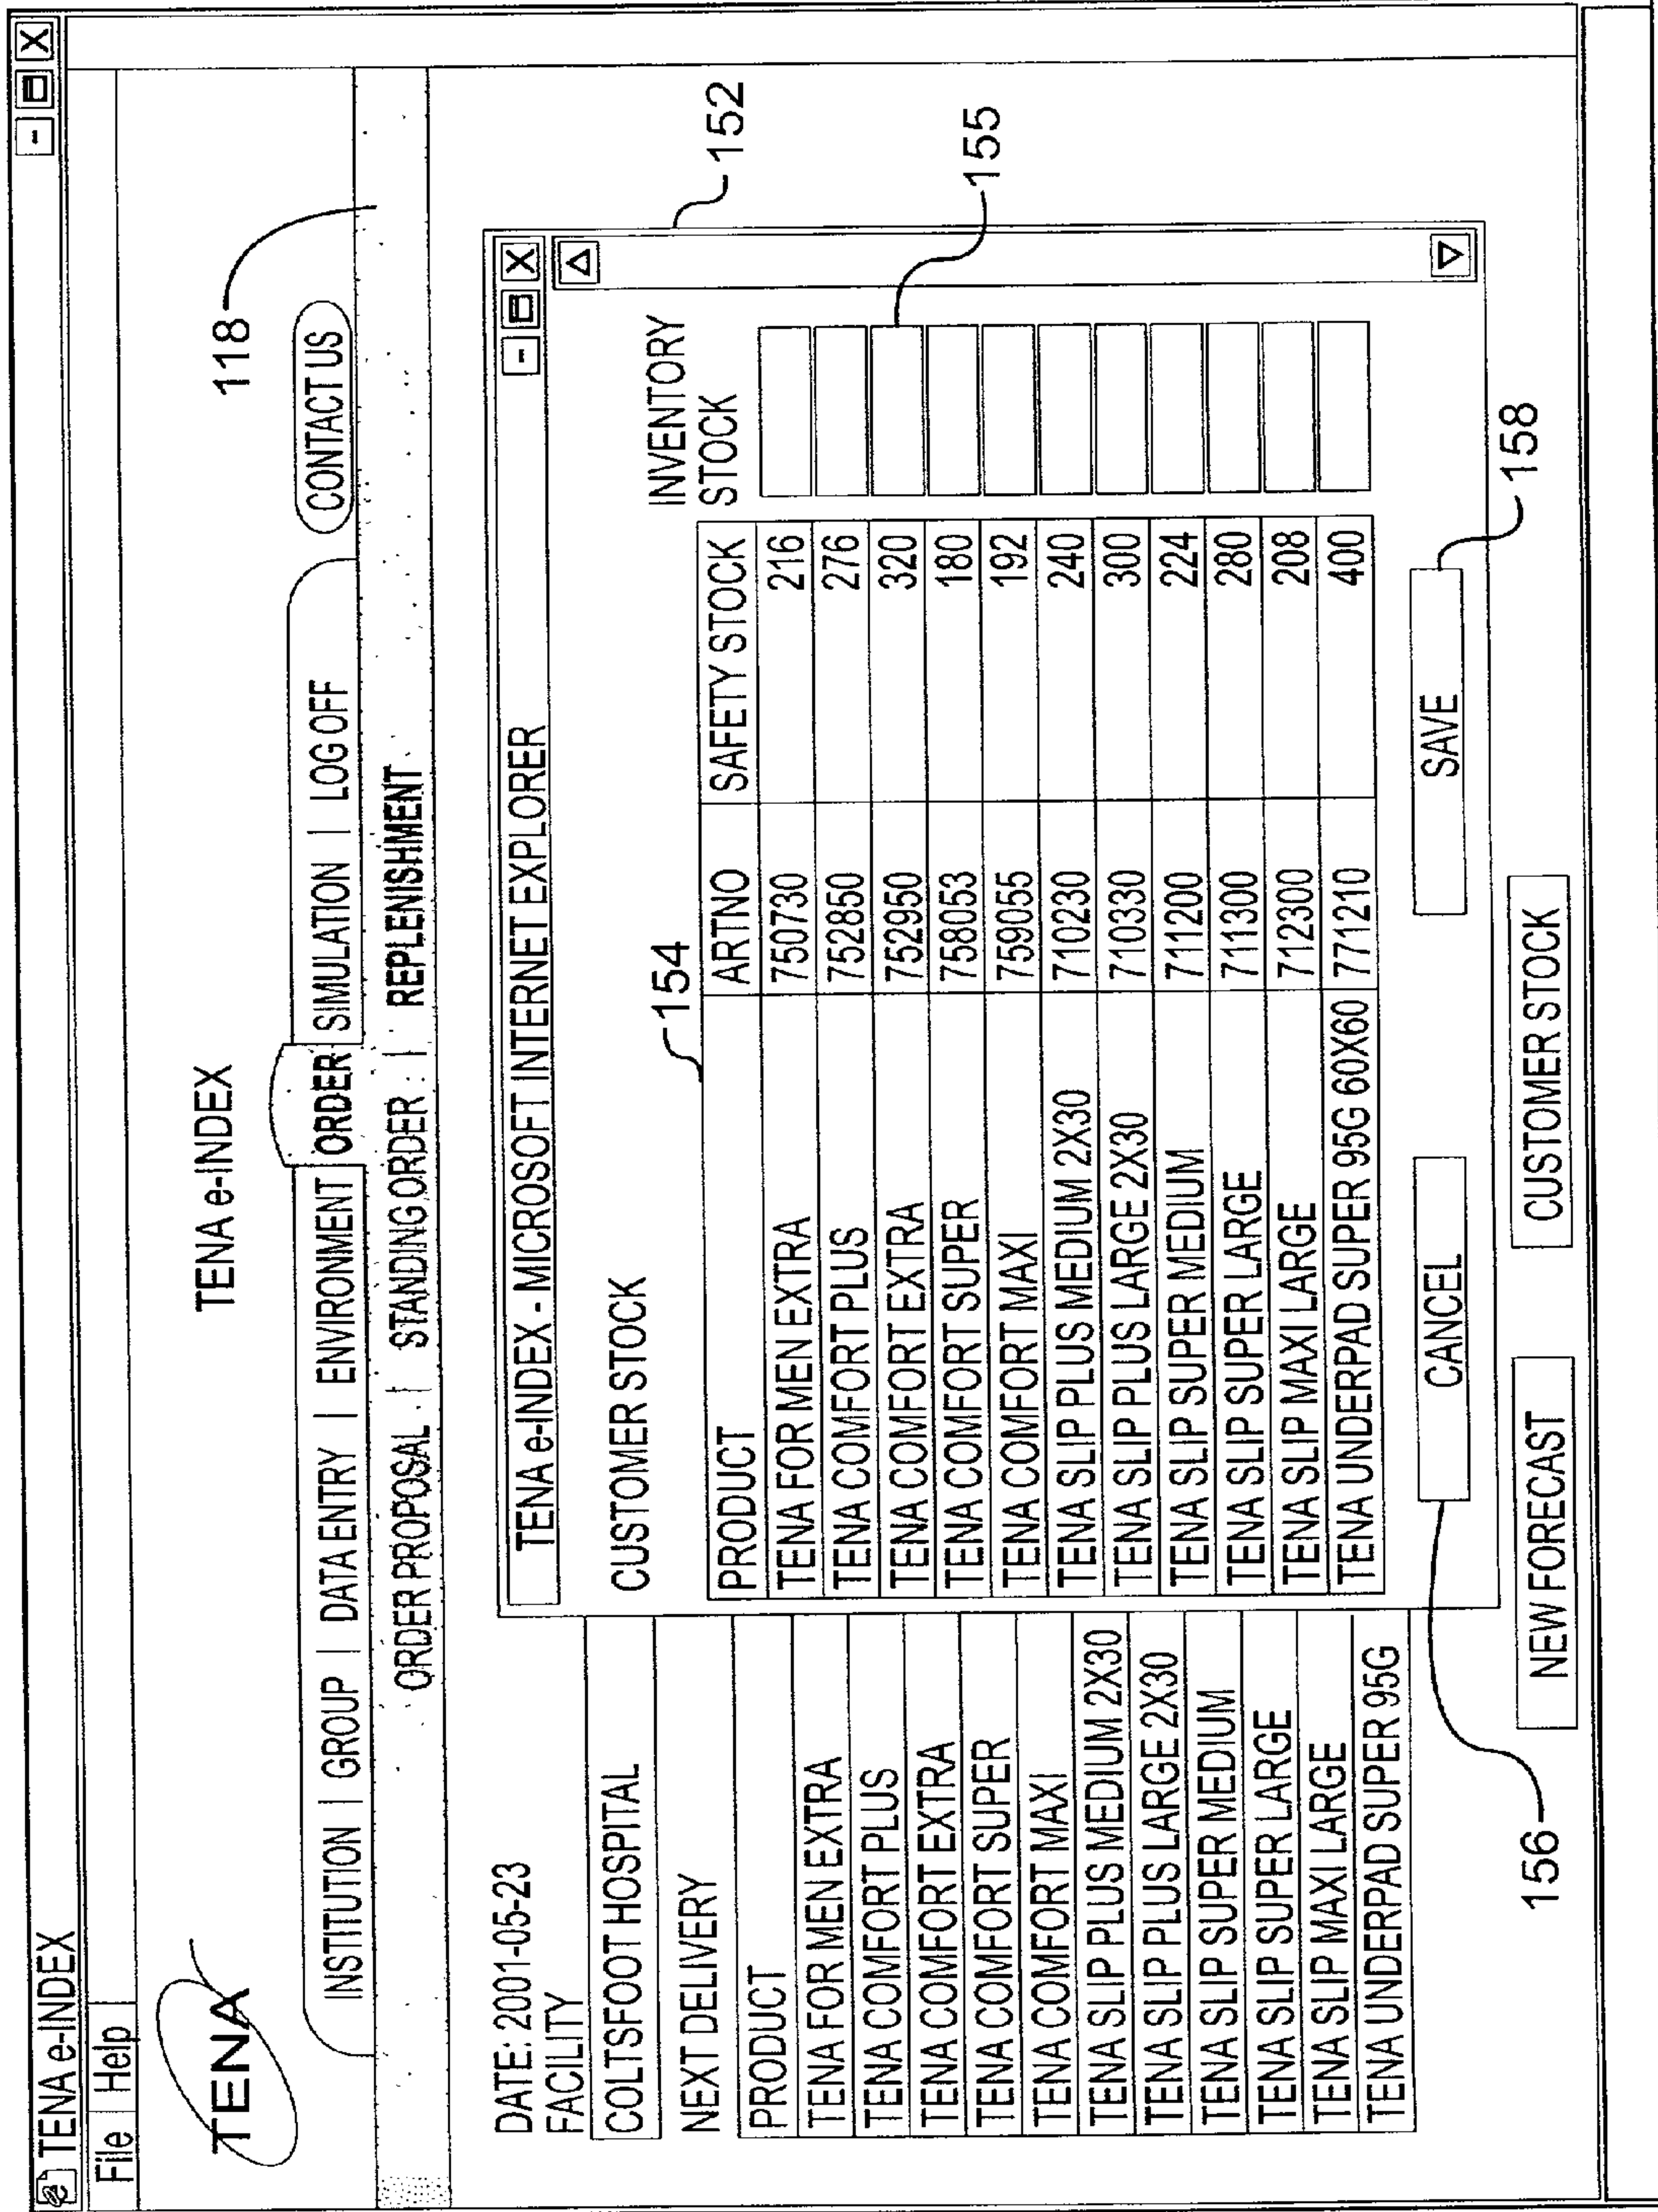 TENA e-INDEX
File Help
TENA
TENA e-INDEX
118
INSTITUTION | GROUP | DATA ENTRY | ENVIRONMENT ORDER SIMULATION | LOG OFF CONTACT US
ORDER PROPOSAL | STANDING ORDER | REPLENISHMENT
DATE: 2001-05-23
FACILITY
COLTSFOOT HOSPITAL
NEXT DELIVERY
PRODUCT
TENA FOR MEN EXTRA
TENA COMFORT PLUS
TENA COMFORT EXTRA
TENA COMFORT SUPER
TENA COMFORT MAXI
TENA SLIP PLUS MEDIUM 2X30
TENA SLIP PLUS LARGE 2X30
TENA SLIP SUPER MEDIUM
TENA SLIP SUPER LARGE
TENA SLIP MAXI LARGE
TENA UNDERPAD SUPER 95G
TENA e-INDEX - MICROSOFT INTERNET EXPLORER
152
CUSTOMER STOCK
154
155
INVENTORY
STOCK
PRODUCT ARTNO SAFETY STOCK
TENA FOR MEN EXTRA 750730 216
TENA COMFORT PLUS 752850 276
TENA COMFORT EXTRA 752950 320
TENA COMFORT SUPER 758053 180
TENA COMFORT MAXI 759055 192
TENA SLIP PLUS MEDIUM 2X30 710230 240
TENA SLIP PLUS LARGE 2X30 710330 300
TENA SLIP SUPER MEDIUM 711200 224
TENA SLIP SUPER LARGE 711300 280
TENA SLIP MAXI LARGE 712300 208
TENA UNDERPAD SUPER 95G 60X60 771210 400
CANCEL SAVE
156
158
NEW FORECAST CUSTOMER STOCK